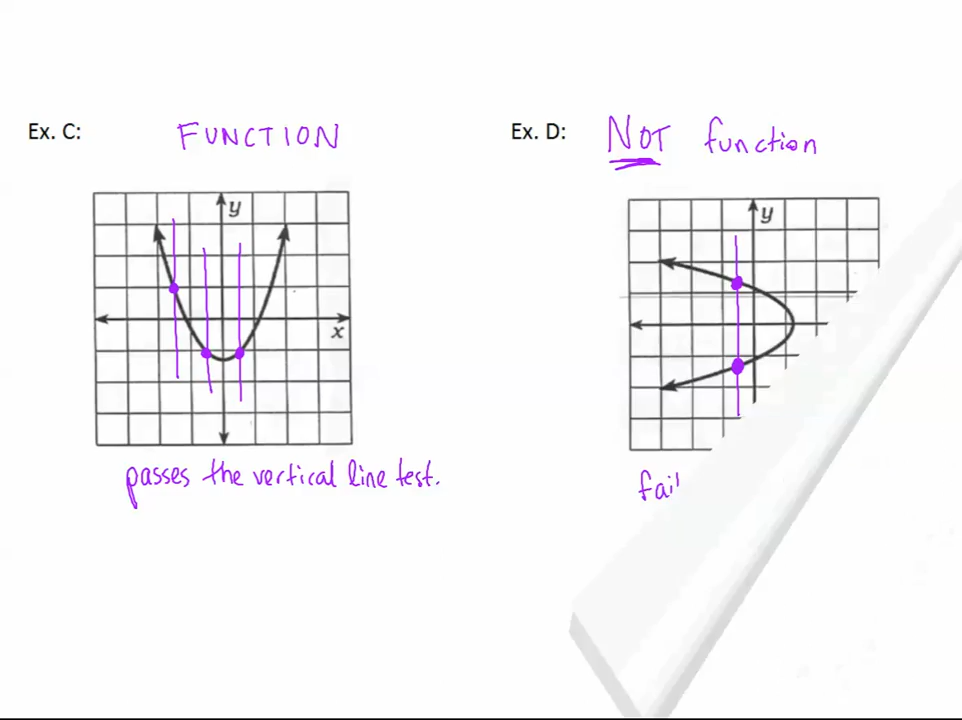 Ex. C: FUNCTION
Ex. D: NOT function
y
y
x
passes the vertical line test.
fail